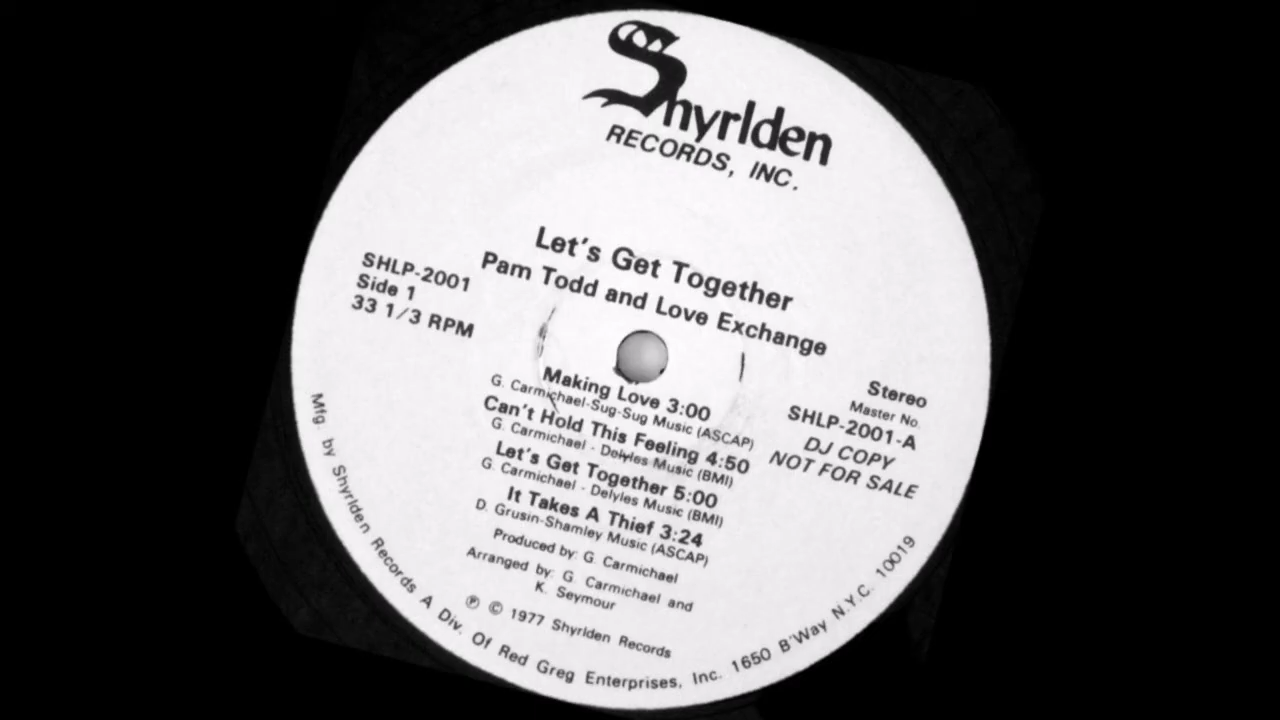 Shyrlden
RECORDS, INC.
Let's Get Together
Pam Todd and Love Exchange
SHLP-2001
Side 1
33 1/3 RPM
Stereo
Master No.
SHLP-2001-A
DJ COPY
NOT FOR SALE
Making Love 3:00
G. Carmichael-Sug-Sug Music (ASCAP)
Can't Hold This Feeling 4:50
G. Carmichael - Delyles Music (BMI)
Let's Get Together 5:00
G. Carmichael - Delyles Music (BMI)
It Takes A Thief 3:24
D. Grusin-Shamley Music (ASCAP)
Produced by: G. Carmichael
Arranged by: G. Carmichael and
K. Seymour
℗ © 1977 Shyrlden Records
Mfg. by Shyrlden Records A Div. Of Red Greg Enterprises, Inc. 1650 B'Way N.Y.C. 10019